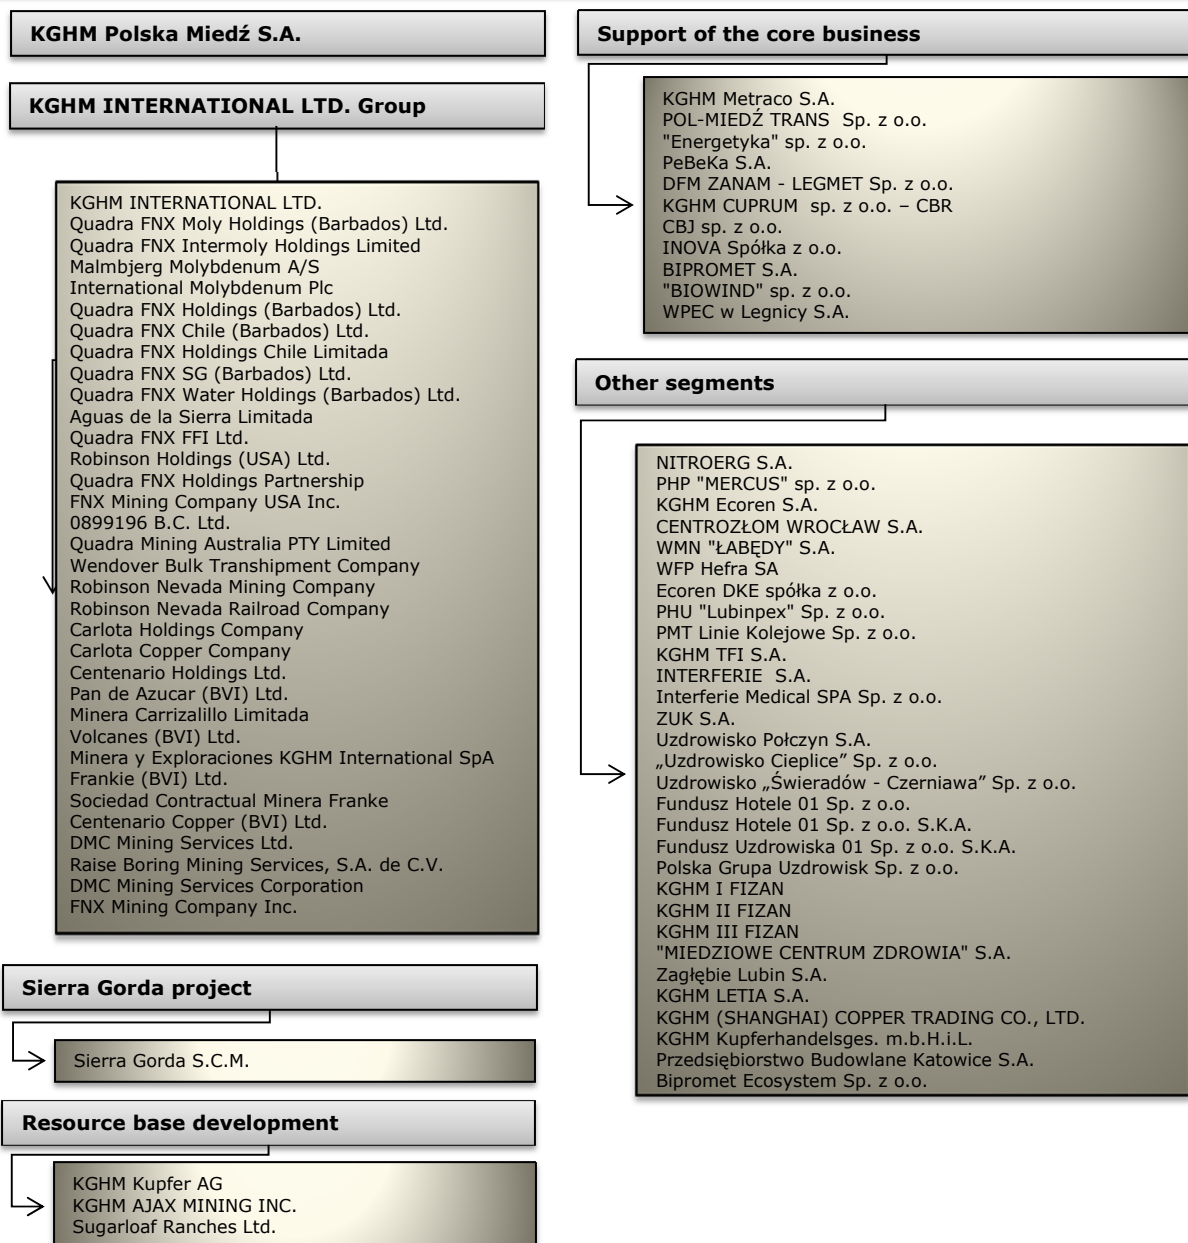 KGHM Polska Miedź S.A.
KGHM INTERNATIONAL LTD. Group
KGHM INTERNATIONAL LTD.
Quadra FNX Moly Holdings (Barbados) Ltd.
Quadra FNX Intermoly Holdings Limited
Malmbjerg Molybdenum A/S
International Molybdenum Plc
Quadra FNX Holdings (Barbados) Ltd.
Quadra FNX Chile (Barbados) Ltd.
Quadra FNX Holdings Chile Limitada
Quadra FNX SG (Barbados) Ltd.
Quadra FNX Water Holdings (Barbados) Ltd.
Aguas de la Sierra Limitada
Quadra FNX FFI Ltd.
Robinson Holdings (USA) Ltd.
Quadra FNX Holdings Partnership
FNX Mining Company USA Inc.
0899196 B.C. Ltd.
Quadra Mining Australia PTY Limited
Wendover Bulk Transhipment Company
Robinson Nevada Mining Company
Robinson Nevada Railroad Company
Carlota Holdings Company
Carlota Copper Company
Centenario Holdings Ltd.
Pan de Azucar (BVI) Ltd.
Minera Carrizalillo Limitada
Volcanes (BVI) Ltd.
Minera y Exploraciones KGHM International SpA
Frankie (BVI) Ltd.
Sociedad Contractual Minera Franke
Centenario Copper (BVI) Ltd.
DMC Mining Services Ltd.
Raise Boring Mining Services, S.A. de C.V.
DMC Mining Services Corporation
FNX Mining Company Inc.
Sierra Gorda project
Sierra Gorda S.C.M.
Resource base development
KGHM Kupfer AG
KGHM AJAX MINING INC.
Sugarloaf Ranches Ltd.
Support of the core business
KGHM Metraco S.A.
POL-MIEDŹ TRANS Sp. z o.o.
"Energetyka" sp. z o.o.
PeBeKa S.A.
DFM ZANAM - LEGMET Sp. z o.o.
KGHM CUPRUM sp. z o.o. – CBR
CBJ sp. z o.o.
INOVA Spółka z o.o.
BIPROMET S.A.
"BIOWIND" sp. z o.o.
WPEC w Legnicy S.A.
Other segments
NITROERG S.A.
PHP "MERCUS" sp. z o.o.
KGHM Ecoren S.A.
CENTROZŁOM WROCŁAW S.A.
WMN "ŁABĘDY" S.A.
WFP Hefra SA
Ecoren DKE spółka z o.o.
PHU "Lubinpex" Sp. z o.o.
PMT Linie Kolejowe Sp. z o.o.
KGHM TFI S.A.
INTERFERIE S.A.
Interferie Medical SPA Sp. z o.o.
ZUK S.A.
Uzdrowisko Połczyn S.A.
„Uzdrowisko Cieplice” Sp. z o.o.
Uzdrowisko „Świeradów - Czerniawa” Sp. z o.o.
Fundusz Hotele 01 Sp. z o.o.
Fundusz Hotele 01 Sp. z o.o. S.K.A.
Fundusz Uzdrowiska 01 Sp. z o.o. S.K.A.
Polska Grupa Uzdrowisk Sp. z o.o.
KGHM I FIZAN
KGHM II FIZAN
KGHM III FIZAN
"MIEDZIOWE CENTRUM ZDROWIA" S.A.
Zagłębie Lubin S.A.
KGHM LETIA S.A.
KGHM (SHANGHAI) COPPER TRADING CO., LTD.
KGHM Kupferhandelsges. m.b.H.i.L.
Przedsiębiorstwo Budowlane Katowice S.A.
Bipromet Ecosystem Sp. z o.o.